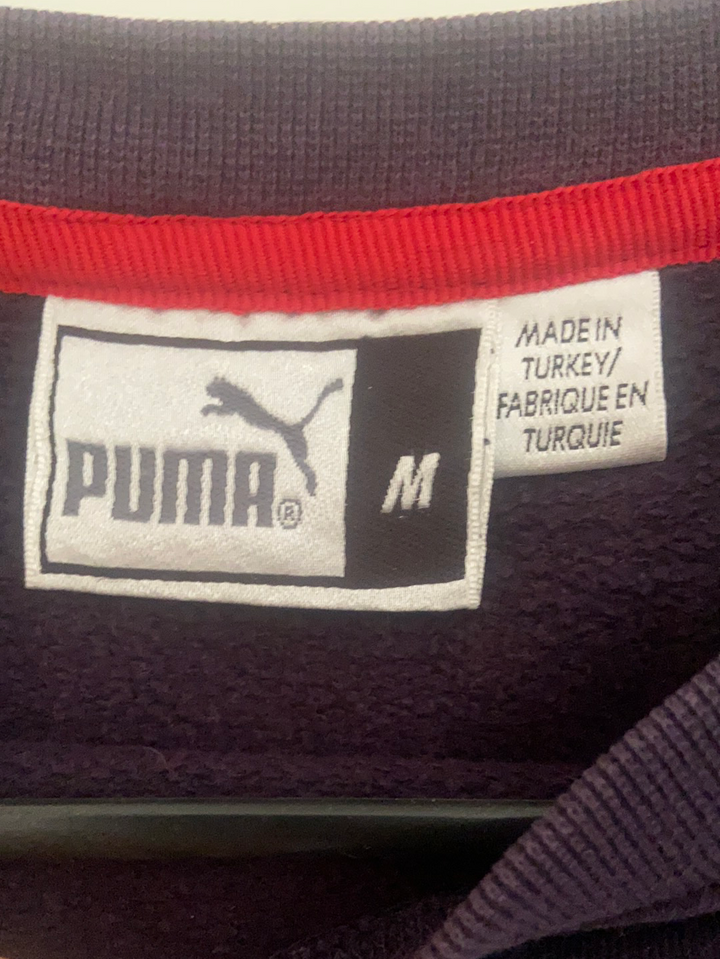 PUMA®
M
MADE IN
TURKEY/
FABRIQUE EN
TURQUIE